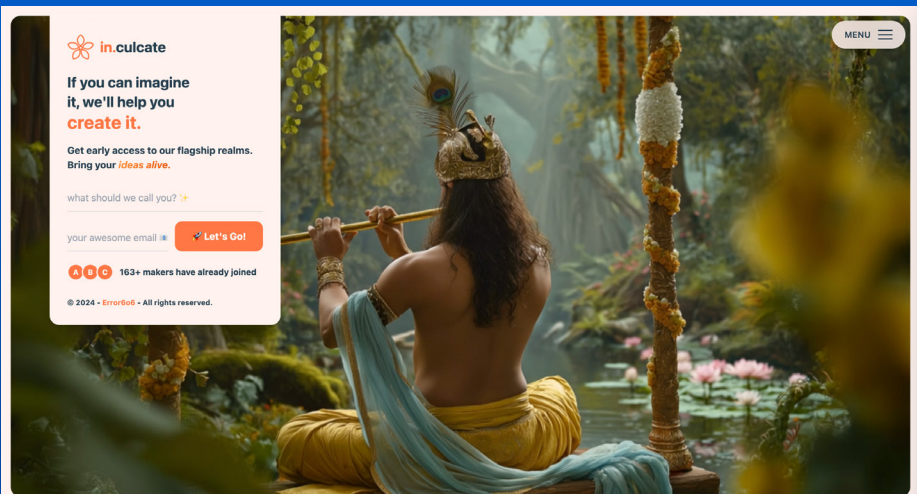 in.culcate
MENU
If you can imagine
it, we'll help you
create it.
Get early access to our flagship realms.
Bring your ideas alive.
what should we call you? ✨
your awesome email 📧
🚀 Let's Go!
A B C 163+ makers have already joined
© 2024 - Error6o6 - All rights reserved.